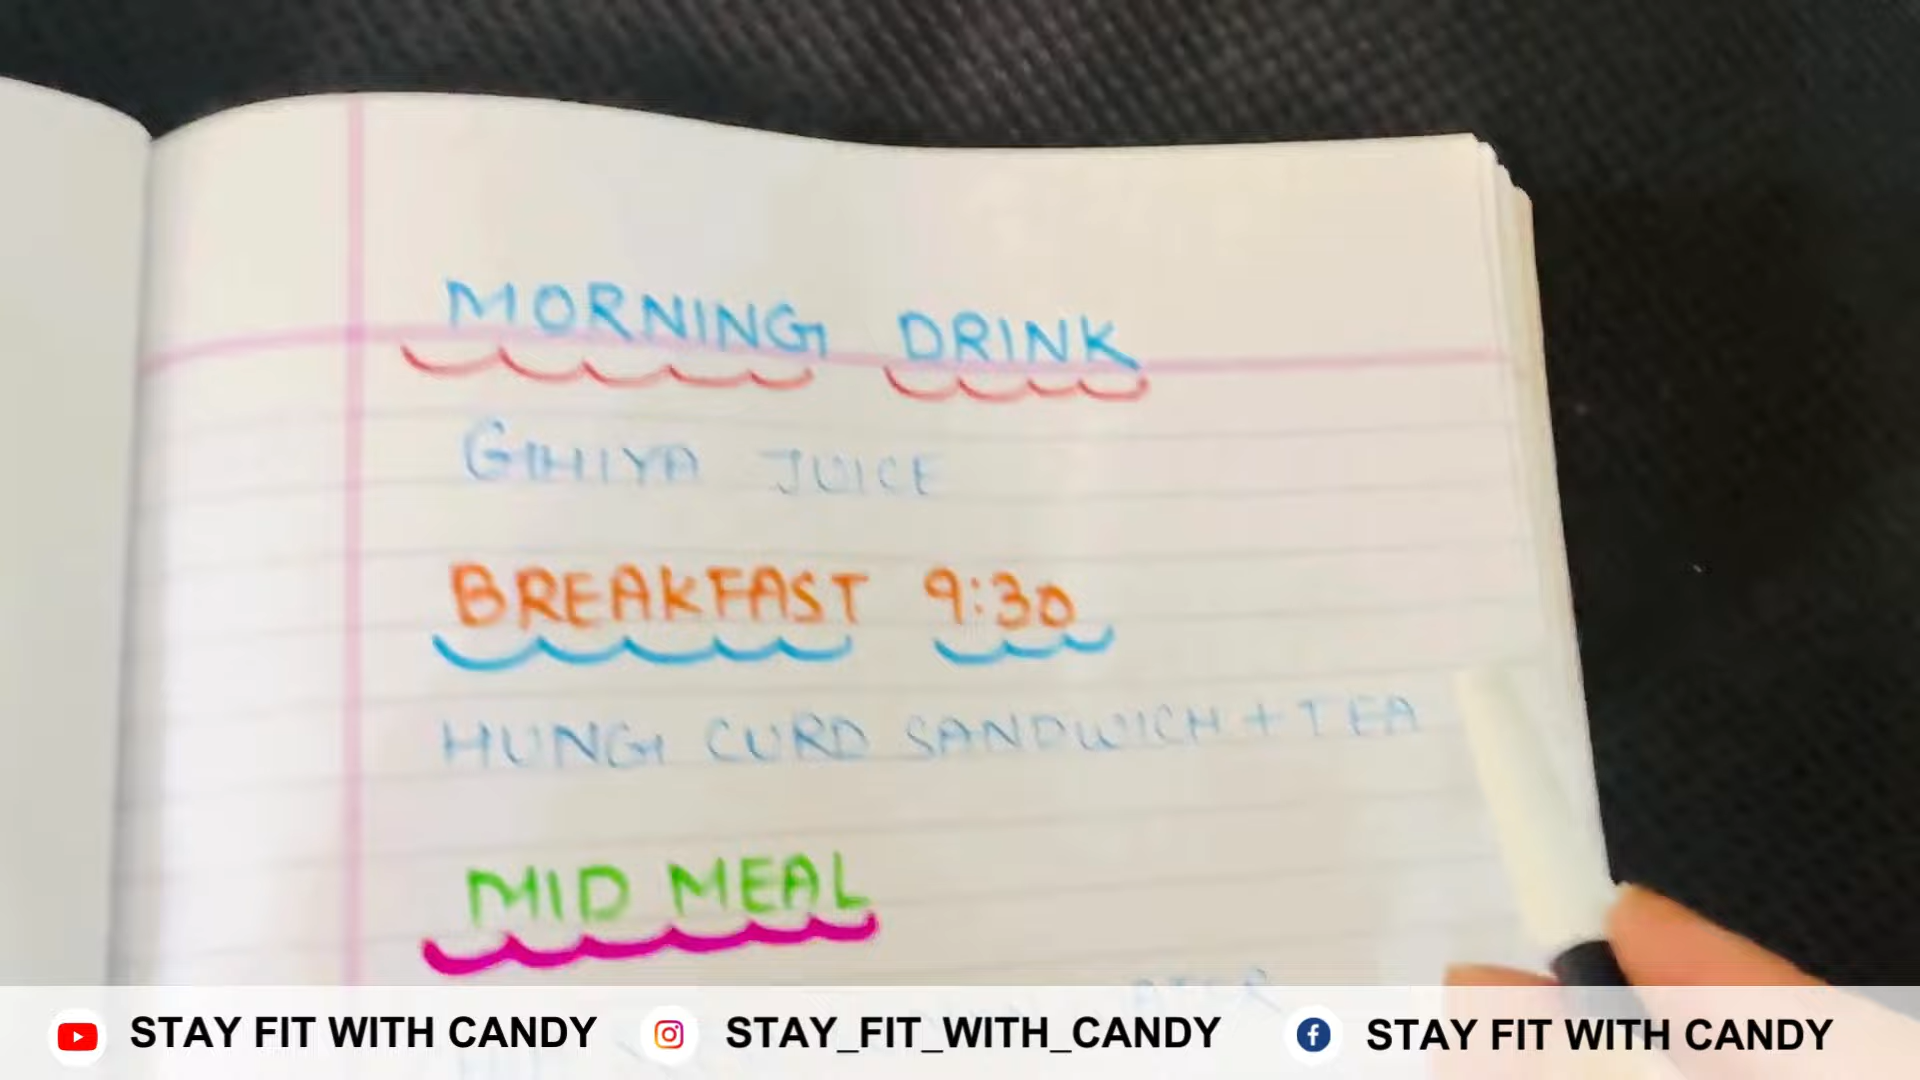 MORNING DRINK
GHIYA JUICE
BREAKFAST 9:30
HUNG CURD SANDWICH + TEA
MID MEAL
STAY FIT WITH CANDY STAY_FIT_WITH_CANDY STAY FIT WITH CANDY